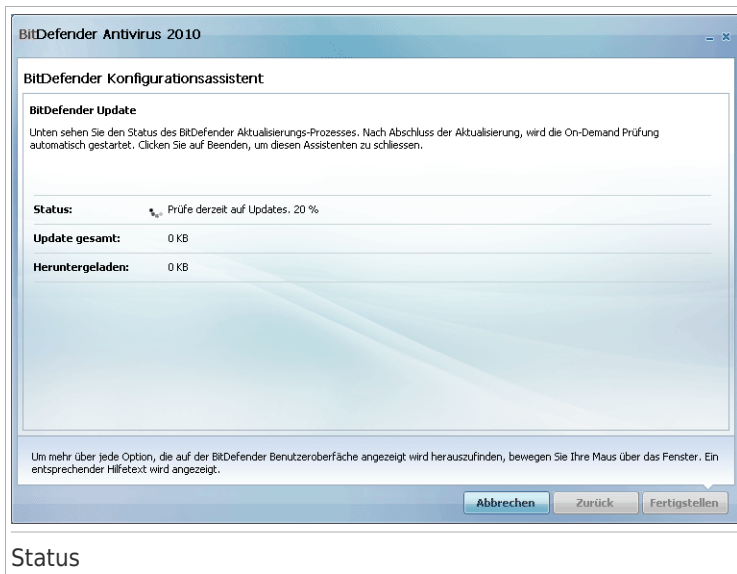 BitDefender Antivirus 2010
BitDefender Konfigurationsassistent
BitDefender Update
Unten sehen Sie den Status des BitDefender Aktualisierungs-Prozesses. Nach Abschluss der Aktualisierung, wird die On-Demand Prüfung
automatisch gestartet. Clicken Sie auf Beenden, um diesen Assistenten zu schliessen.
Status: Prüfe derzeit auf Updates. 20 %
Update gesamt: 0 KB
Heruntergeladen: 0 KB
Um mehr über jede Option, die auf der BitDefender Benutzeroberfäche angezeigt wird herauszufinden, bewegen Sie Ihre Maus über das Fenster. Ein
entsprechender Hilfetext wird angezeigt.
Abbrechen Zurück Fertigstellen
Status